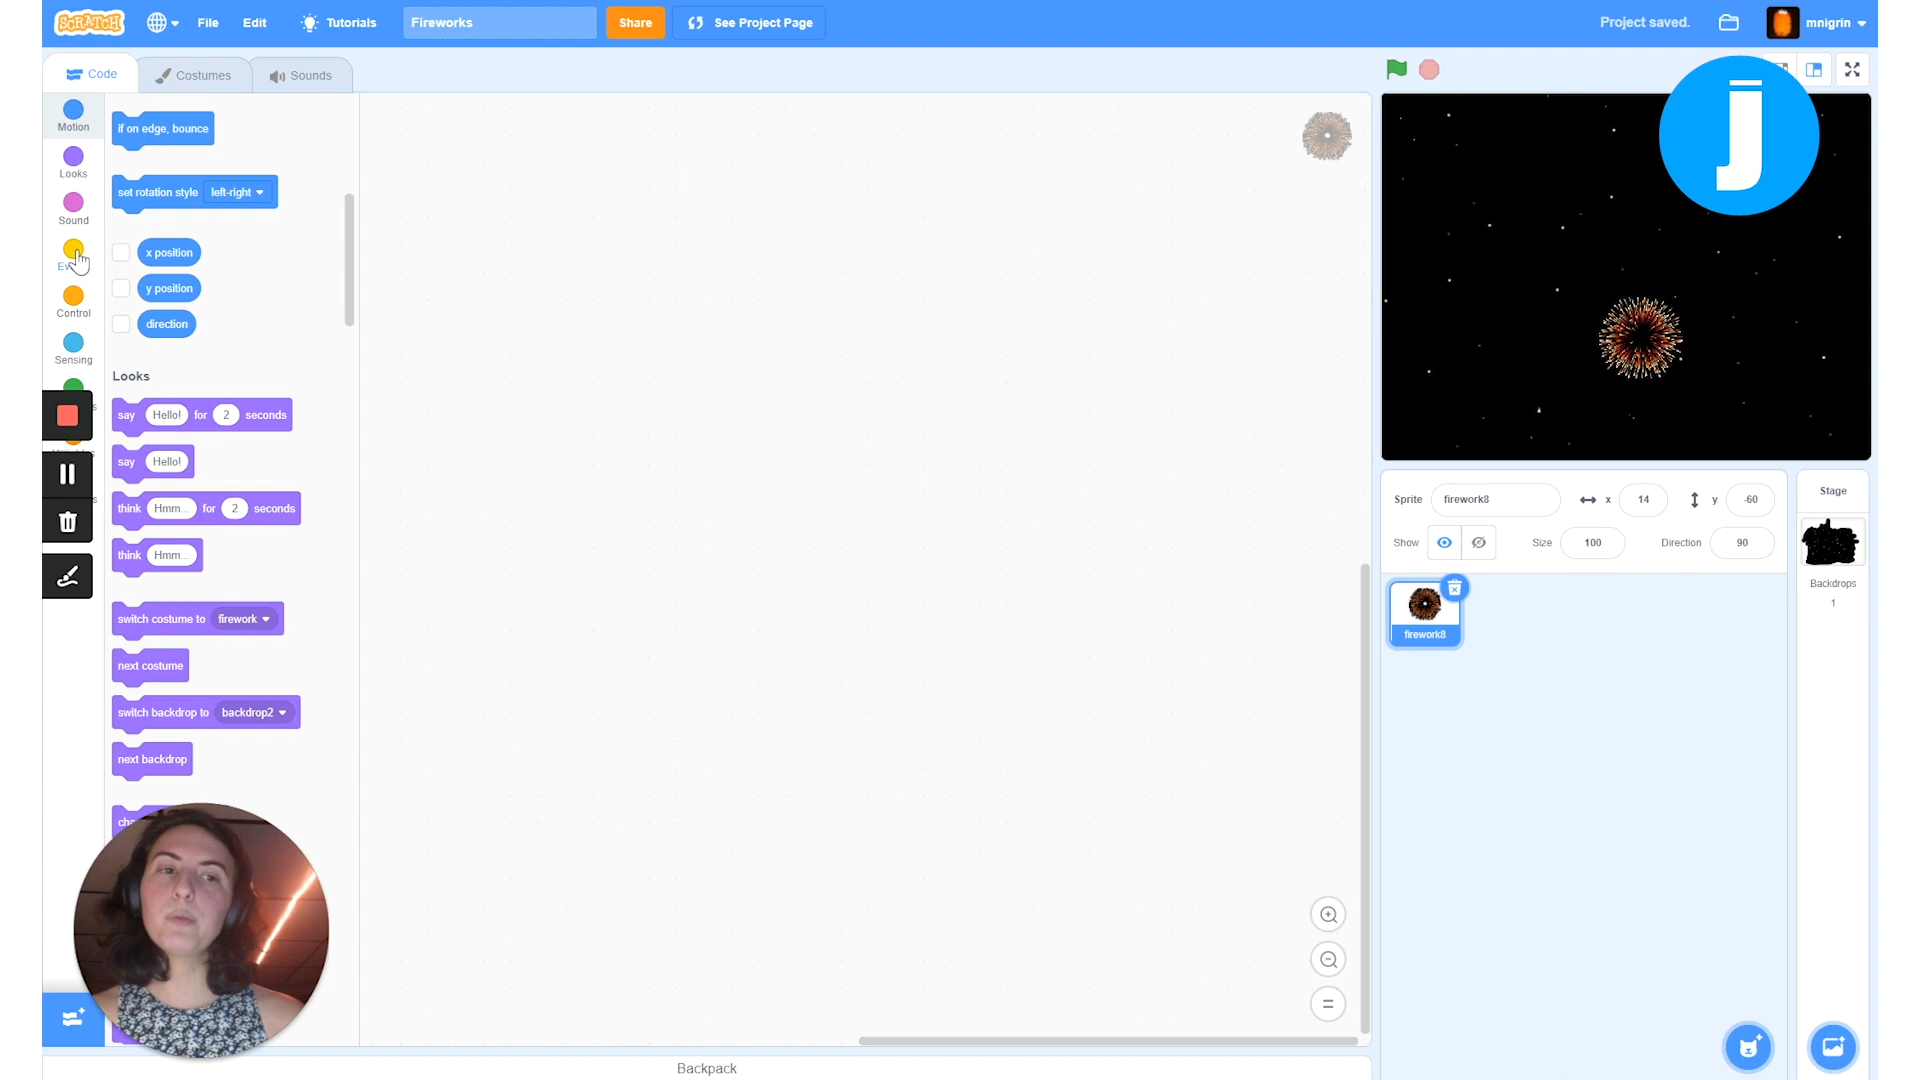 SCRATCH
File
Edit
Tutorials
Fireworks
Share
See Project Page
Project saved.
mnigrin
Code
Costumes
Sounds
j
Motion
Looks
Sound
Control
Sensing
if on edge, bounce
set rotation style left-right
x position
y position
direction
Looks
say Hello! for 2 seconds
say Hello!
think Hmm... for 2 seconds
think Hmm...
switch costume to firework
next costume
switch backdrop to backdrop2
next backdrop
Sprite firework8 x 14 y -60
Show Size 100 Direction 90
firework8
Stage
Backdrops
1
Backpack